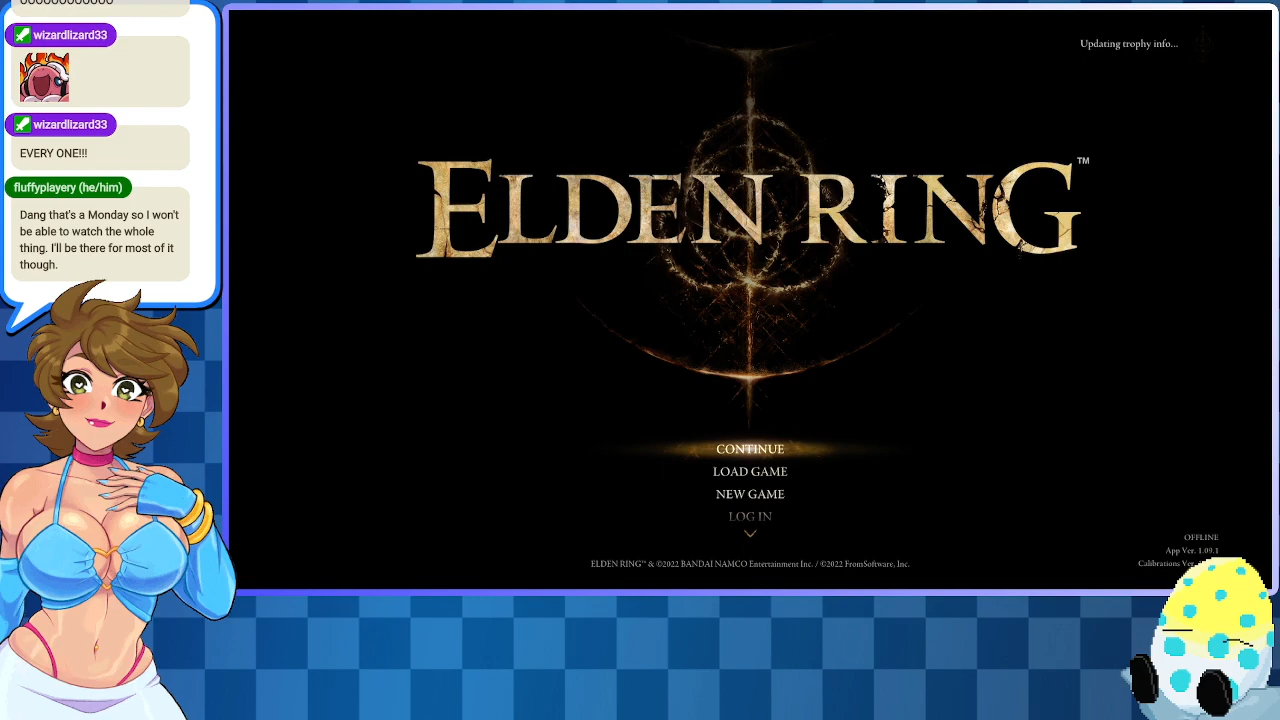 wizardlizard33
wizardlizard33
EVERY ONE!!!
fluffyplayery (he/him)
Dang that's a Monday so I won't
be able to watch the whole
thing. I'll be there for most of it
though.
Updating trophy info...
ELDEN RING™
CONTINUE
LOAD GAME
NEW GAME
LOG IN
ELDEN RING™ & ©2022 BANDAI NAMCO Entertainment Inc. / ©2022 FromSoftware, Inc.
OFFLINE
App Ver. 1.09.1
Calibrations Ver.